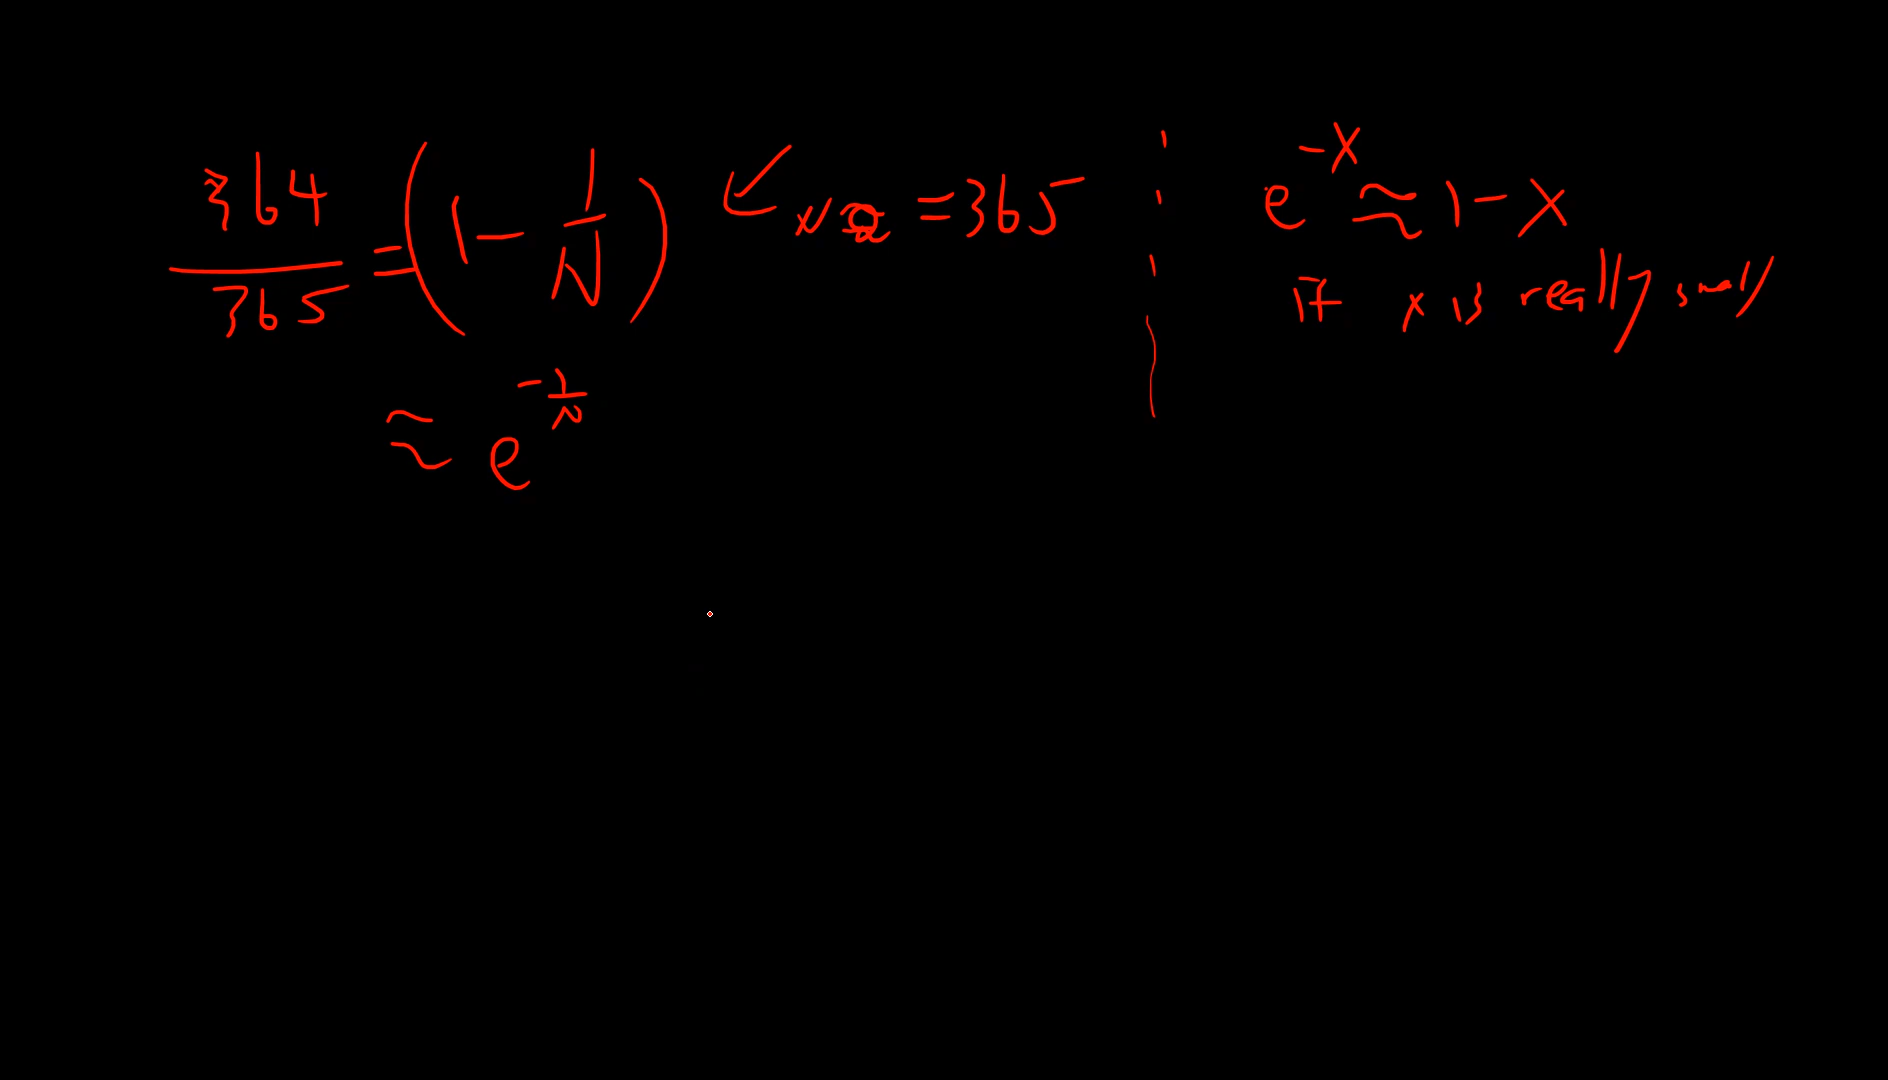 364/365 = (1 - 1/N) ↙ N = 365
≈ e^(-1/N)
e^(-x) ≈ 1 - x
if x is really small